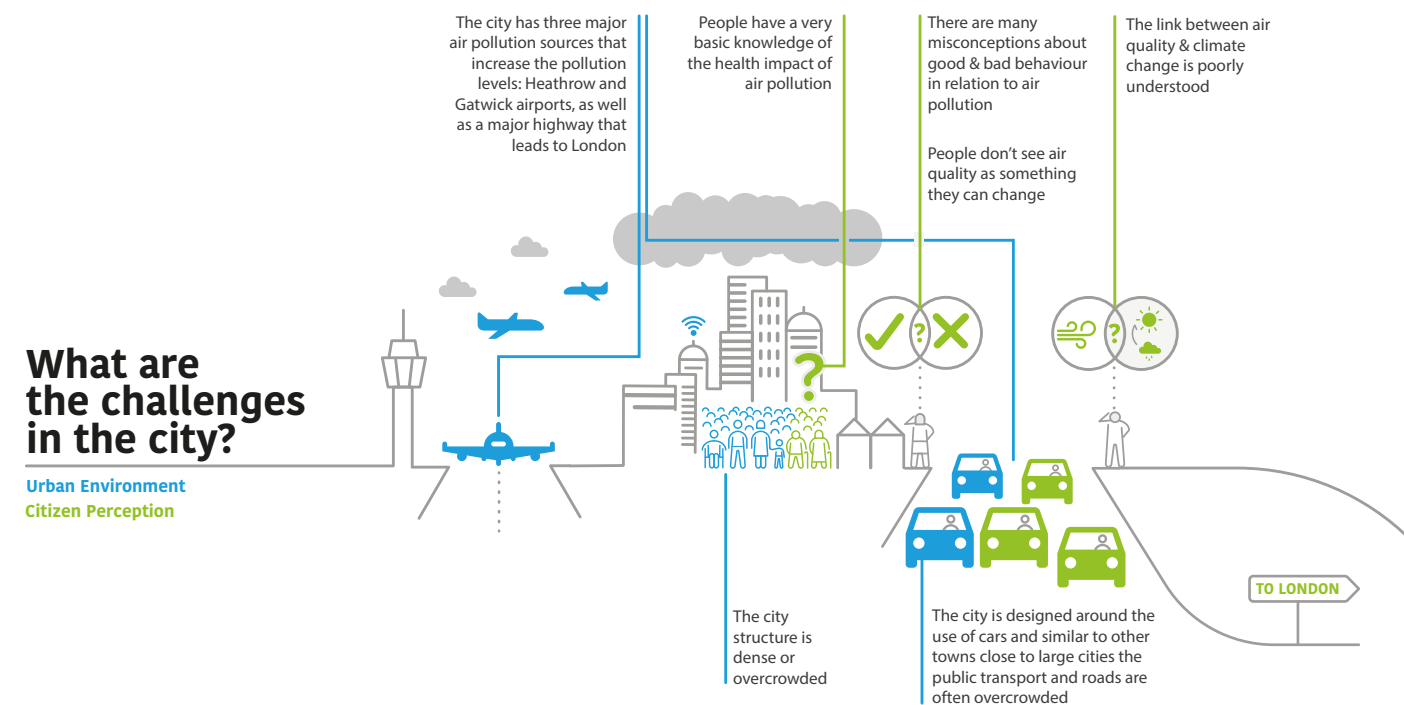 The city has three major
air pollution sources that
increase the pollution
levels: Heathrow and
Gatwick airports, as well
as a major highway that
leads to London
People have a very
basic knowledge of
the health impact of
air pollution
There are many
misconceptions about
good & bad behaviour
in relation to air
pollution
People don’t see air
quality as something
they can change
The link between air
quality & climate
change is poorly
understood
What are
the challenges
in the city?
Urban Environment
Citizen Perception
?
?
?
TO LONDON
The city
structure is
dense or
overcrowded
The city is designed around the
use of cars and similar to other
towns close to large cities the
public transport and roads are
often overcrowded